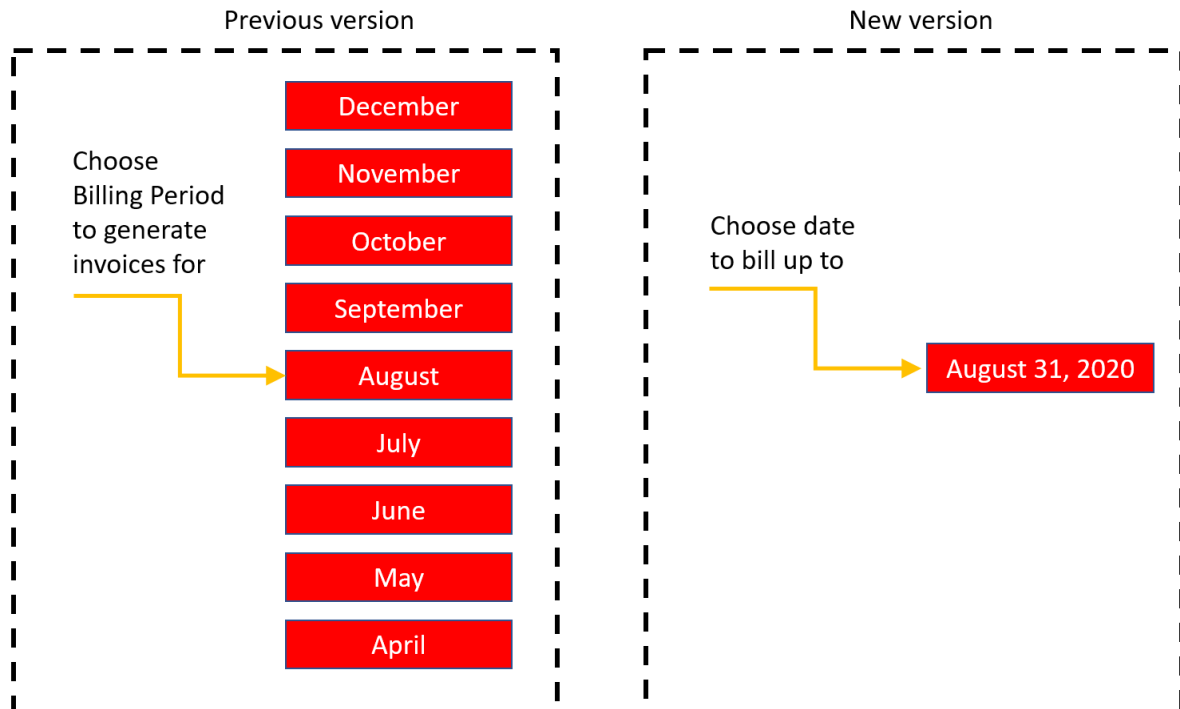 Previous version
December
Choose
Billing Period
to generate
invoices for
November
October
September
August
July
June
May
April
New version
Choose date
to bill up to
August 31, 2020